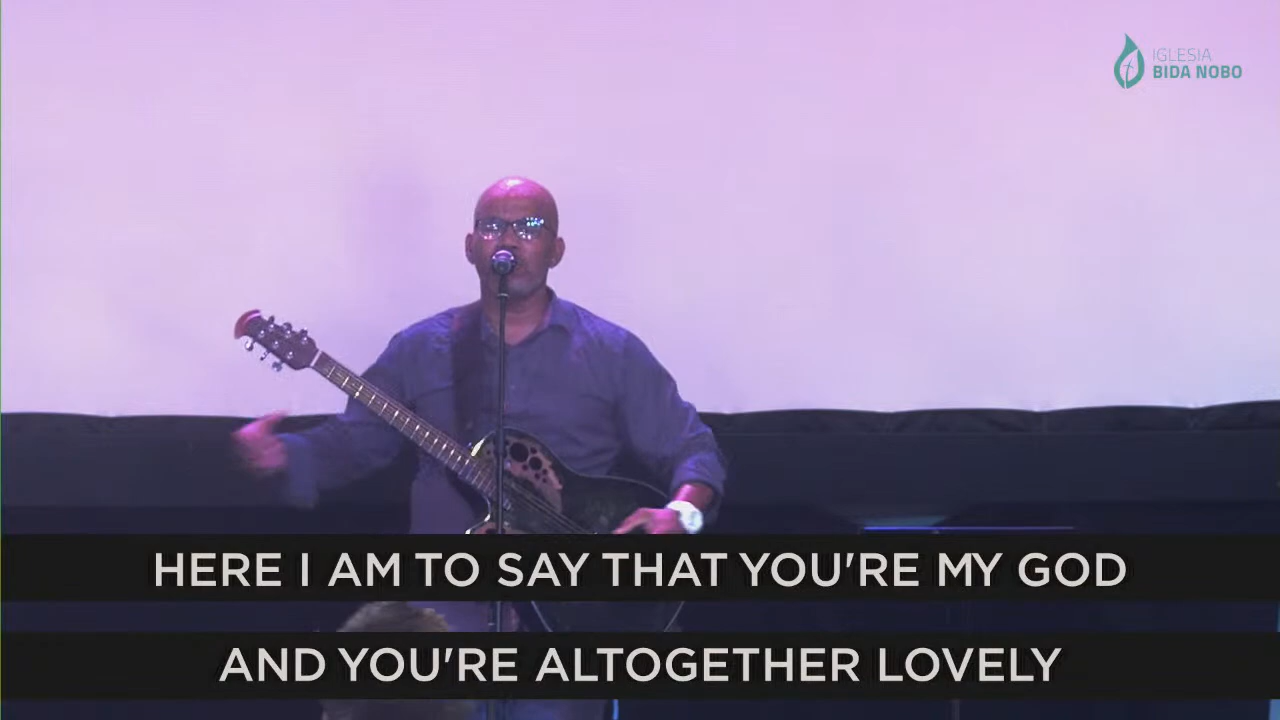 IGLESIA
BIDA NOBO
HERE I AM TO SAY THAT YOU'RE MY GOD
AND YOU'RE ALTOGETHER LOVELY